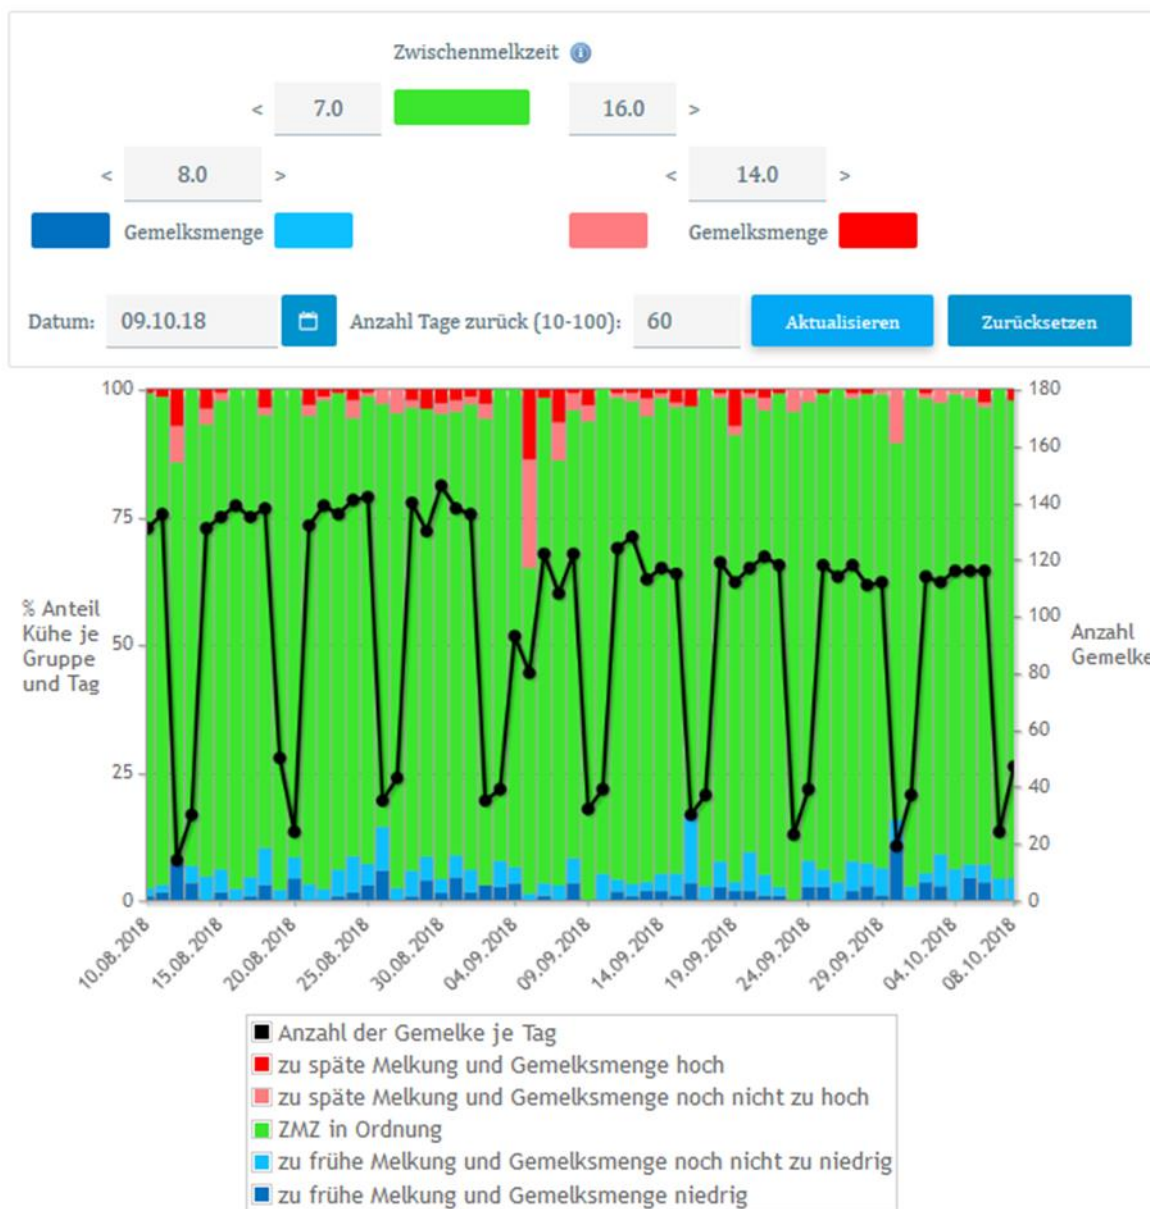 Zwischenmelkzeit
< 7.0 16.0 >
< 8.0 > < 14.0 >
Gemelksmenge Gemelksmenge
Datum: 09.10.18 Anzahl Tage zurück (10-100): 60 Aktualisieren Zurücksetzen
100 180
160
140
75
120
% Anteil
Kühe je
Gruppe
und Tag
50
100
Anzahl
Gemelke
80
60
25
40
20
0 0
10.08.2018 15.08.2018 20.08.2018 25.08.2018 30.08.2018 04.09.2018 09.09.2018 14.09.2018 19.09.2018 24.09.2018 29.09.2018 04.10.2018 08.10.2018
Anzahl der Gemelke je Tag
zu späte Melkung und Gemelksmenge hoch
zu späte Melkung und Gemelksmenge noch nicht zu hoch
ZMZ in Ordnung
zu frühe Melkung und Gemelksmenge noch nicht zu niedrig
zu frühe Melkung und Gemelksmenge niedrig